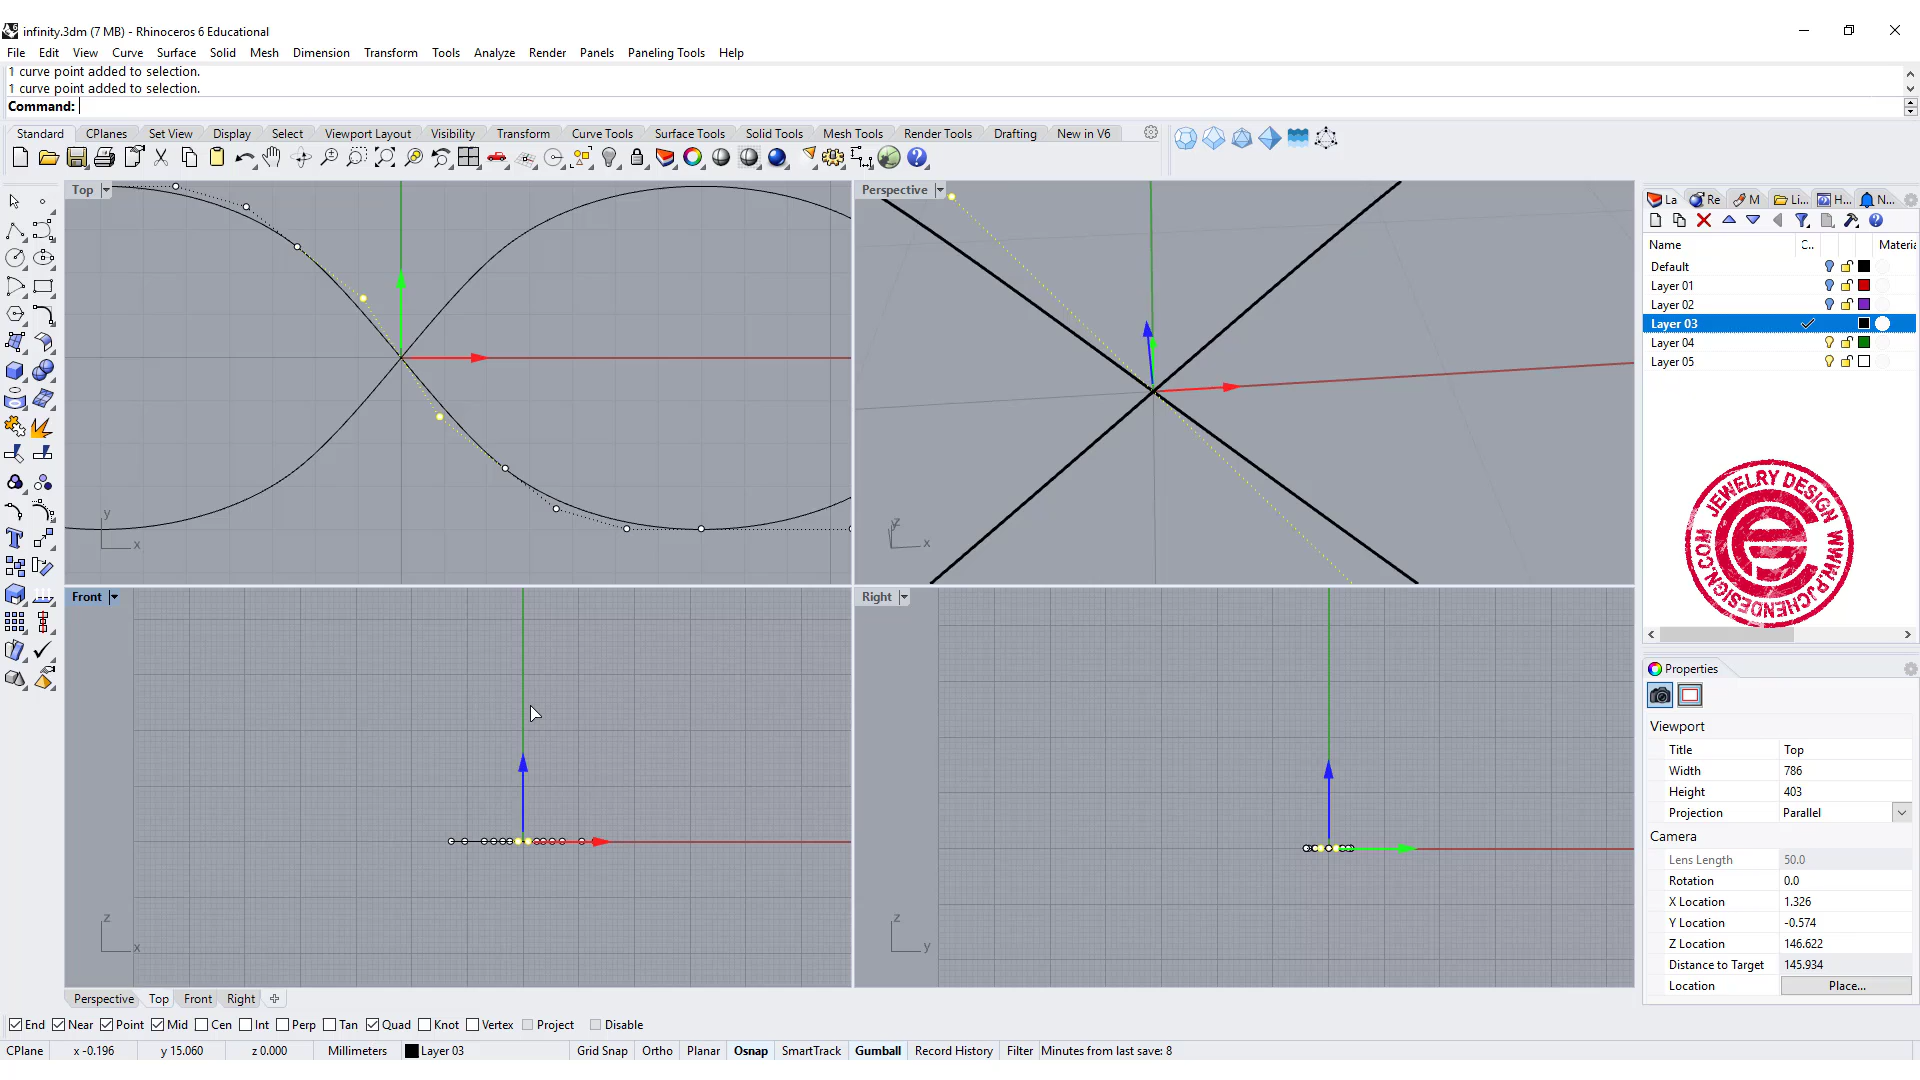 infinity.3dm (7 MB) - Rhinoceros 6 Educational
File Edit View Curve Surface Solid Mesh Dimension Transform Tools Analyze Render Panels Paneling Tools Help
1 curve point added to selection.
1 curve point added to selection.
Command:
Standard CPlanes Set View Display Select Viewport Layout Visibility Transform Curve Tools Surface Tools Solid Tools Mesh Tools Render Tools Drafting New in V6
Top
y
x
Perspective
z
x
Front
z
x
Right
z
y
La Re M Li... H... N...
Name C.. Materia
Default
Layer 01
Layer 02
Layer 03
Layer 04
Layer 05
JEWELRY DESIGN
WWW.PJCHENDESIGN.COM
Properties
Viewport
Title Top
Width 786
Height 403
Projection Parallel
Camera
Lens Length 50.0
Rotation 0.0
X Location 1.326
Y Location -0.574
Z Location 146.622
Distance to Target 145.934
Location Place...
Perspective Top Front Right
End Near Point Mid Cen Int Perp Tan Quad Knot Vertex Project Disable
CPlane x -0.196 y 15.060 z 0.000 Millimeters Layer 03 Grid Snap Ortho Planar Osnap SmartTrack Gumball Record History Filter Minutes from last save: 8